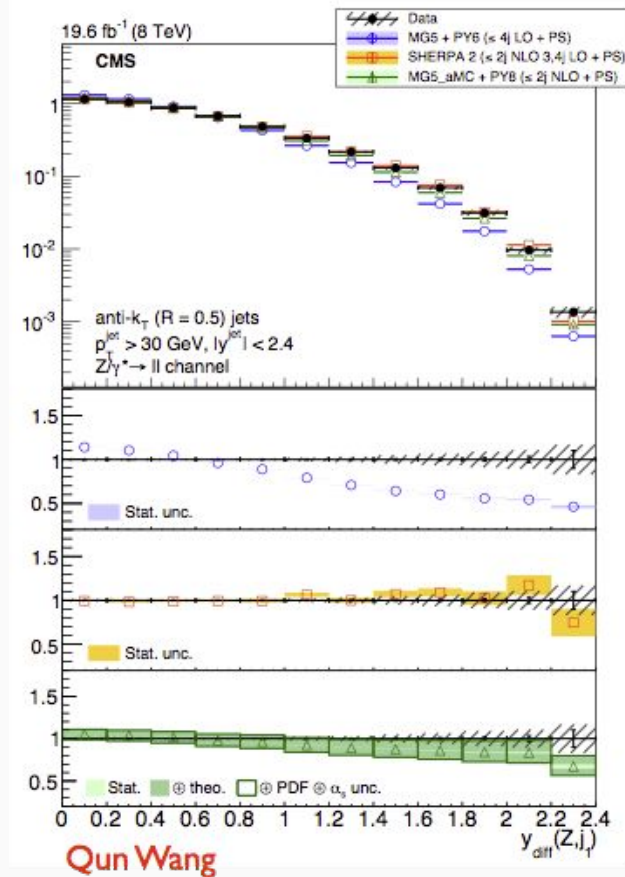 19.6 fb⁻¹ (8 TeV)
Data
MG5 + PY6 (≤ 4j LO + PS)
SHERPA 2 (≤ 2j NLO 3,4j LO + PS)
MG5_aMC + PY8 (≤ 2j NLO + PS)
CMS
1
10⁻¹
10⁻²
10⁻³
anti-k_T (R = 0.5) jets
p_T^jet > 30 GeV, |y^jet| < 2.4
Z/γ* → ll channel
1.5
1
0.5
Stat. unc.
1.5
1
0.5
Stat. unc.
1.5
1
0.5
Stat. ⊕ theo. ⊕ PDF ⊕ α_s unc.
0 0.2 0.4 0.6 0.8 1 1.2 1.4 1.6 1.8 2 2.2 2.4
y_diff(Z,j_1)
Qun Wang